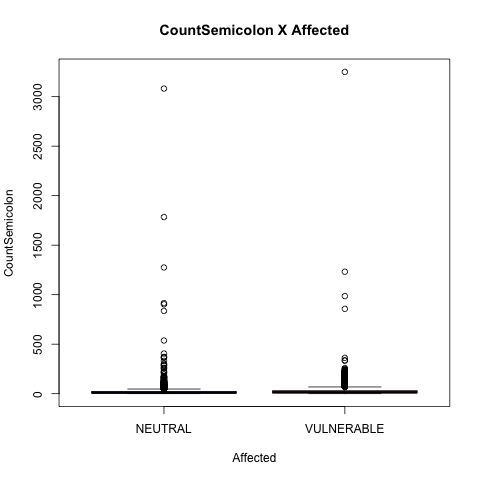 CountSemicolon X Affected
3000
2500
2000
1500
1000
500
0
CountSemicolon
NEUTRAL
VULNERABLE
Affected